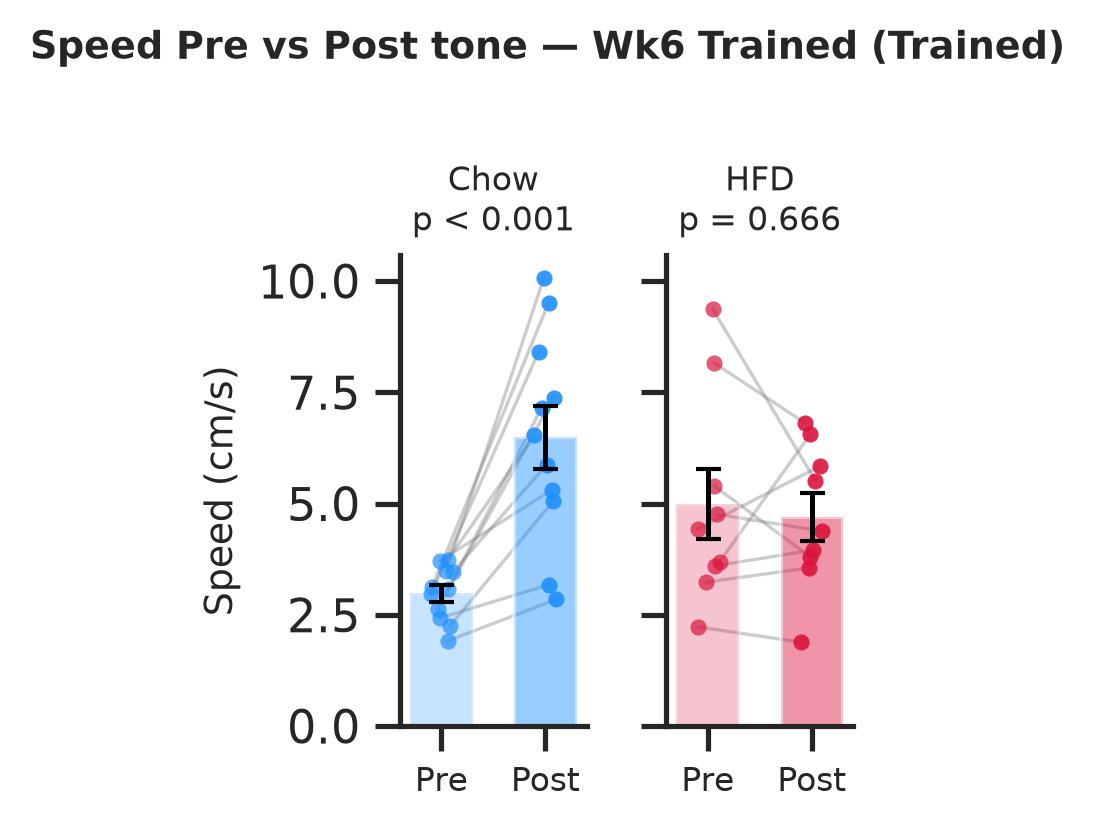 Speed Pre vs Post tone — Wk6 Trained (Trained)
Chow
p < 0.001
HFD
p = 0.666
Speed (cm/s)
10.0
7.5
5.0
2.5
0.0
Pre
Post
Pre
Post